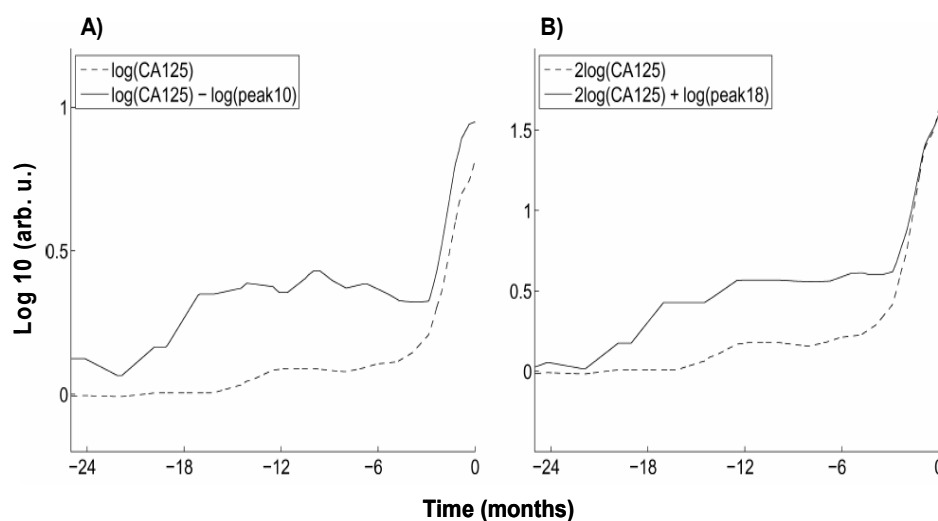 A)
log(CA125)
log(CA125) − log(peak10)
1
0.5
0
−24 −18 −12 −6 0
B)
2log(CA125)
2log(CA125) + log(peak18)
1.5
1
0.5
0
−24 −18 −12 −6 0
Log 10 (arb. u.)
Time (months)